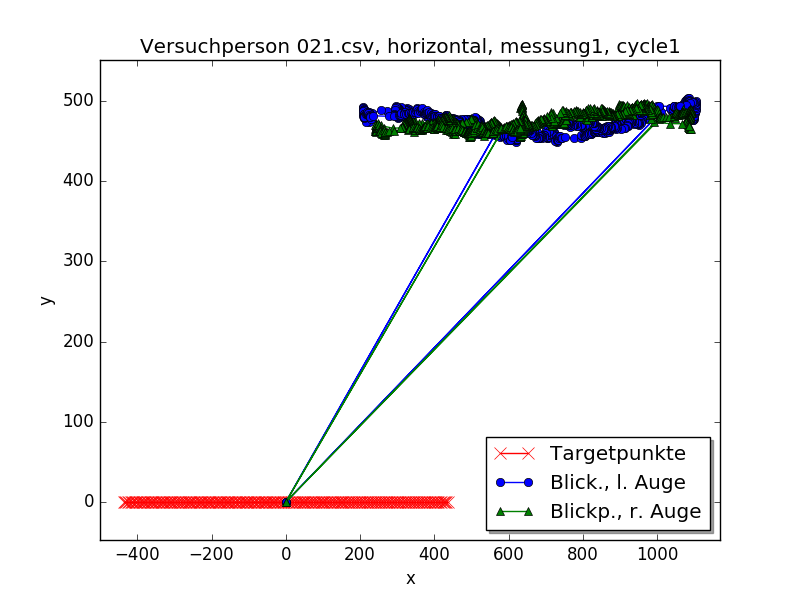 Versuchperson 021.csv, horizontal, messung1, cycle1
500
400
300
200
100
0
y
−400 −200 0 200 400 600 800 1000
x
Targetpunkte
Blick., l. Auge
Blickp., r. Auge